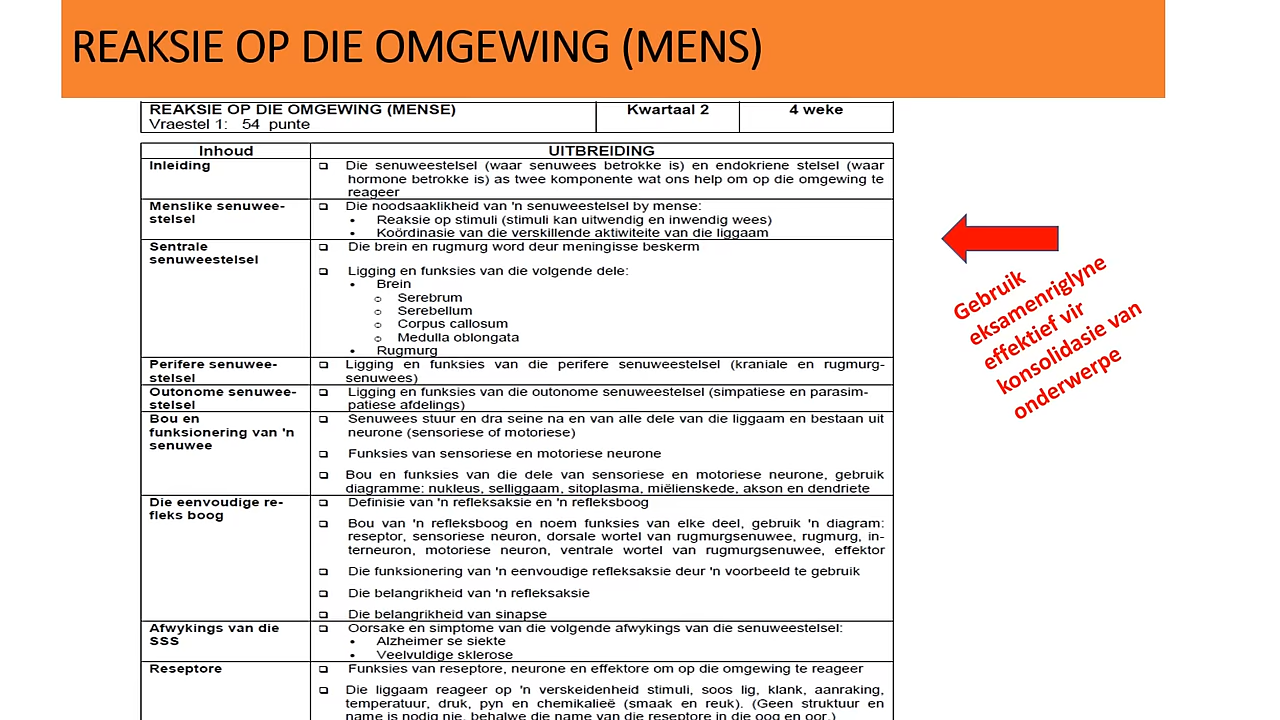 REAKSIE OP DIE OMGEWING (MENS)
REAKSIE OP DIE OMGEWING (MENSE)
Vraestel 1: 54 punte
Kwartaal 2
4 weke
Inhoud
UITBREIDING
Inleiding
❑ Die senuweestelsel (waar senuwees betrokke is) en endokriene stelsel (waar
hormone betrokke is) as twee komponente wat ons help om op die omgewing te
reageer
Menslike senuwee-
stelsel
❑ Die noodsaaklikheid van 'n senuweestelsel by mense:
• Reaksie op stimuli (stimuli kan uitwendig en inwendig wees)
• Koördinasie van die verskillende aktiwiteite van die liggaam
Sentrale
senuweestelsel
❑ Die brein en rugmurg word deur meningisse beskerm
❑ Ligging en funksies van die volgende dele:
• Brein
o Serebrum
o Serebellum
o Corpus callosum
o Medulla oblongata
• Rugmurg
Perifere senuwee-
stelsel
❑ Ligging en funksies van die perifere senuweestelsel (kraniale en rugmurg-
senuwees)
Outonome senuwee-
stelsel
❑ Ligging en funksies van die outonome senuweestelsel (simpatiese en parasim-
patiese afdelings)
Bou en
funksionering van 'n
senuwee
❑ Senuwees stuur en dra seine na en van alle dele van die liggaam en bestaan uit
neurone (sensoriese of motoriese)
❑ Funksies van sensoriese en motoriese neurone
❑ Bou en funksies van die dele van sensoriese en motoriese neurone, gebruik
diagramme: nukleus, selliggaam, sitoplasma, miëlienskede, akson en dendriete
Die eenvoudige re-
fleks boog
❑ Definisie van 'n refleksaksie en 'n refleksboog
❑ Bou van 'n refleksboog en noem funksies van elke deel, gebruik 'n diagram:
reseptor, sensoriese neuron, dorsale wortel van rugmurgsenuwee, rugmurg, in-
terneuron, motoriese neuron, ventrale wortel van rugmurgsenuwee, effektor
❑ Die funksionering van 'n eenvoudige refleksaksie deur 'n voorbeeld te gebruik
❑ Die belangrikheid van 'n refleksaksie
❑ Die belangrikheid van sinapse
Afwykings van die
SSS
❑ Oorsake en simptome van die volgende afwykings van die senuweestelsel:
• Alzheimer se siekte
• Veelvuldige sklerose
Reseptore
❑ Funksies van reseptore, neurone en effektore om op die omgewing te reageer
❑ Die liggaam reageer op 'n verskeidenheid stimuli, soos lig, klank, aanraking,
temperatuur, druk, pyn en chemikalieë (smaak en reuk). (Geen struktuur en
name is nodig nie, behalwe die name van die reseptore in die oog en oor.)
Gebruik
eksamenriglyne
effektief vir
konsolidasie van
onderwerpe